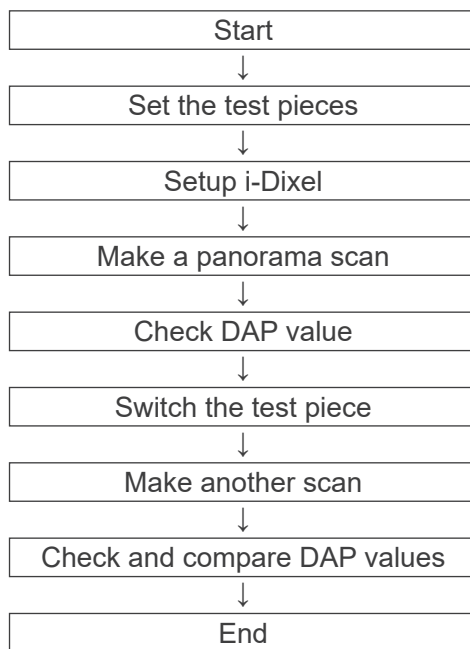 Start
↓
Set the test pieces
↓
Setup i-Dixel
↓
Make a panorama scan
↓
Check DAP value
↓
Switch the test piece
↓
Make another scan
↓
Check and compare DAP values
↓
End